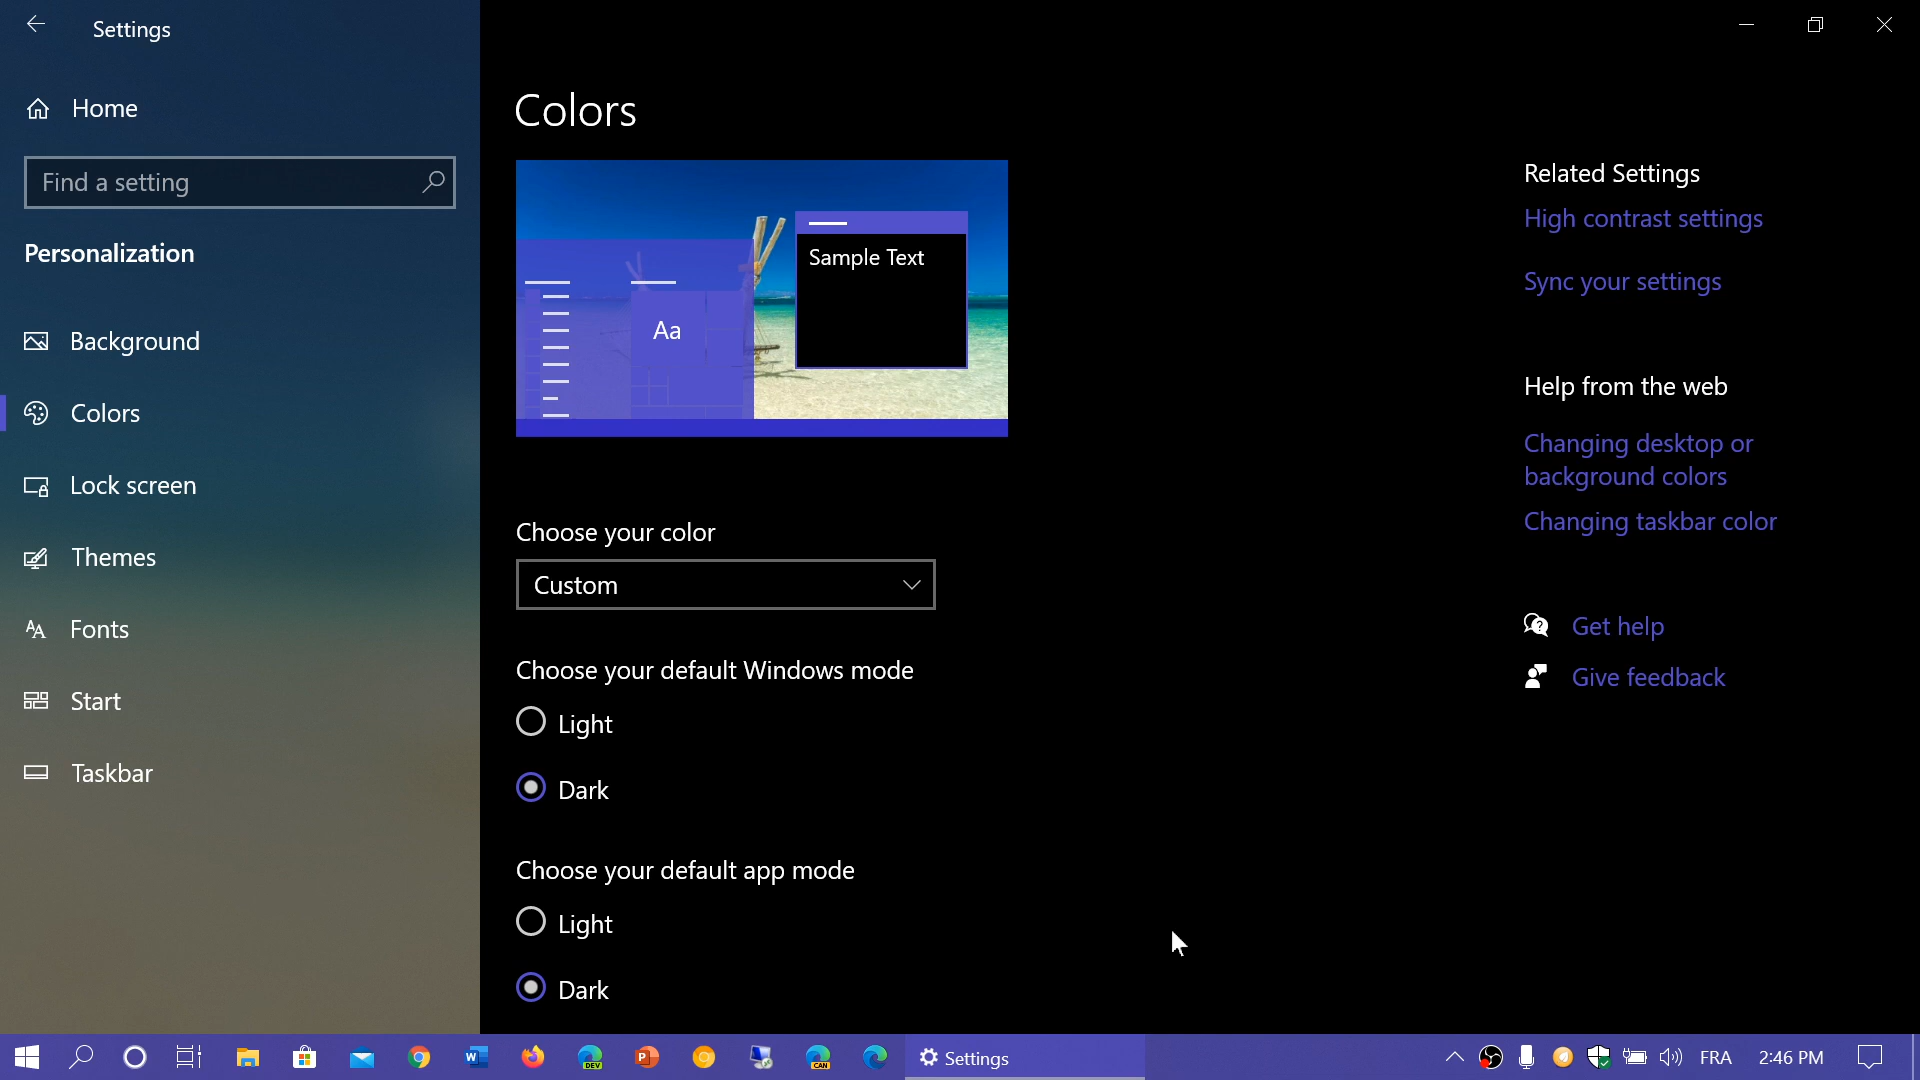 Settings
Home
Find a setting
Personalization
Background
Colors
Lock screen
Themes
Fonts
Start
Taskbar
Colors
Sample Text
Aa
Choose your color
Custom
Choose your default Windows mode
Light
Dark
Choose your default app mode
Light
Dark
Related Settings
High contrast settings
Sync your settings
Help from the web
Changing desktop or
background colors
Changing taskbar color
Get help
Give feedback
W
DEV
P
CAN
Settings
FRA
2:46 PM